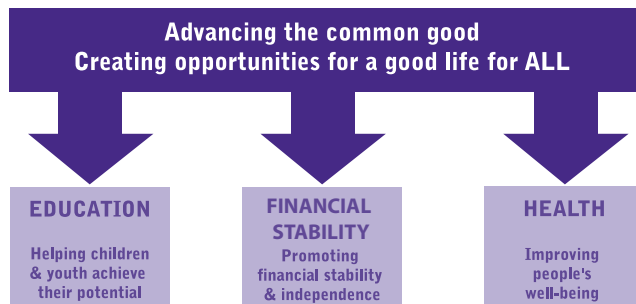 Advancing the common good
Creating opportunities for a good life for ALL
EDUCATION
Helping children
& youth achieve
their potential
FINANCIAL
STABILITY
Promoting
financial stability
& independence
HEALTH
Improving
people's
well-being